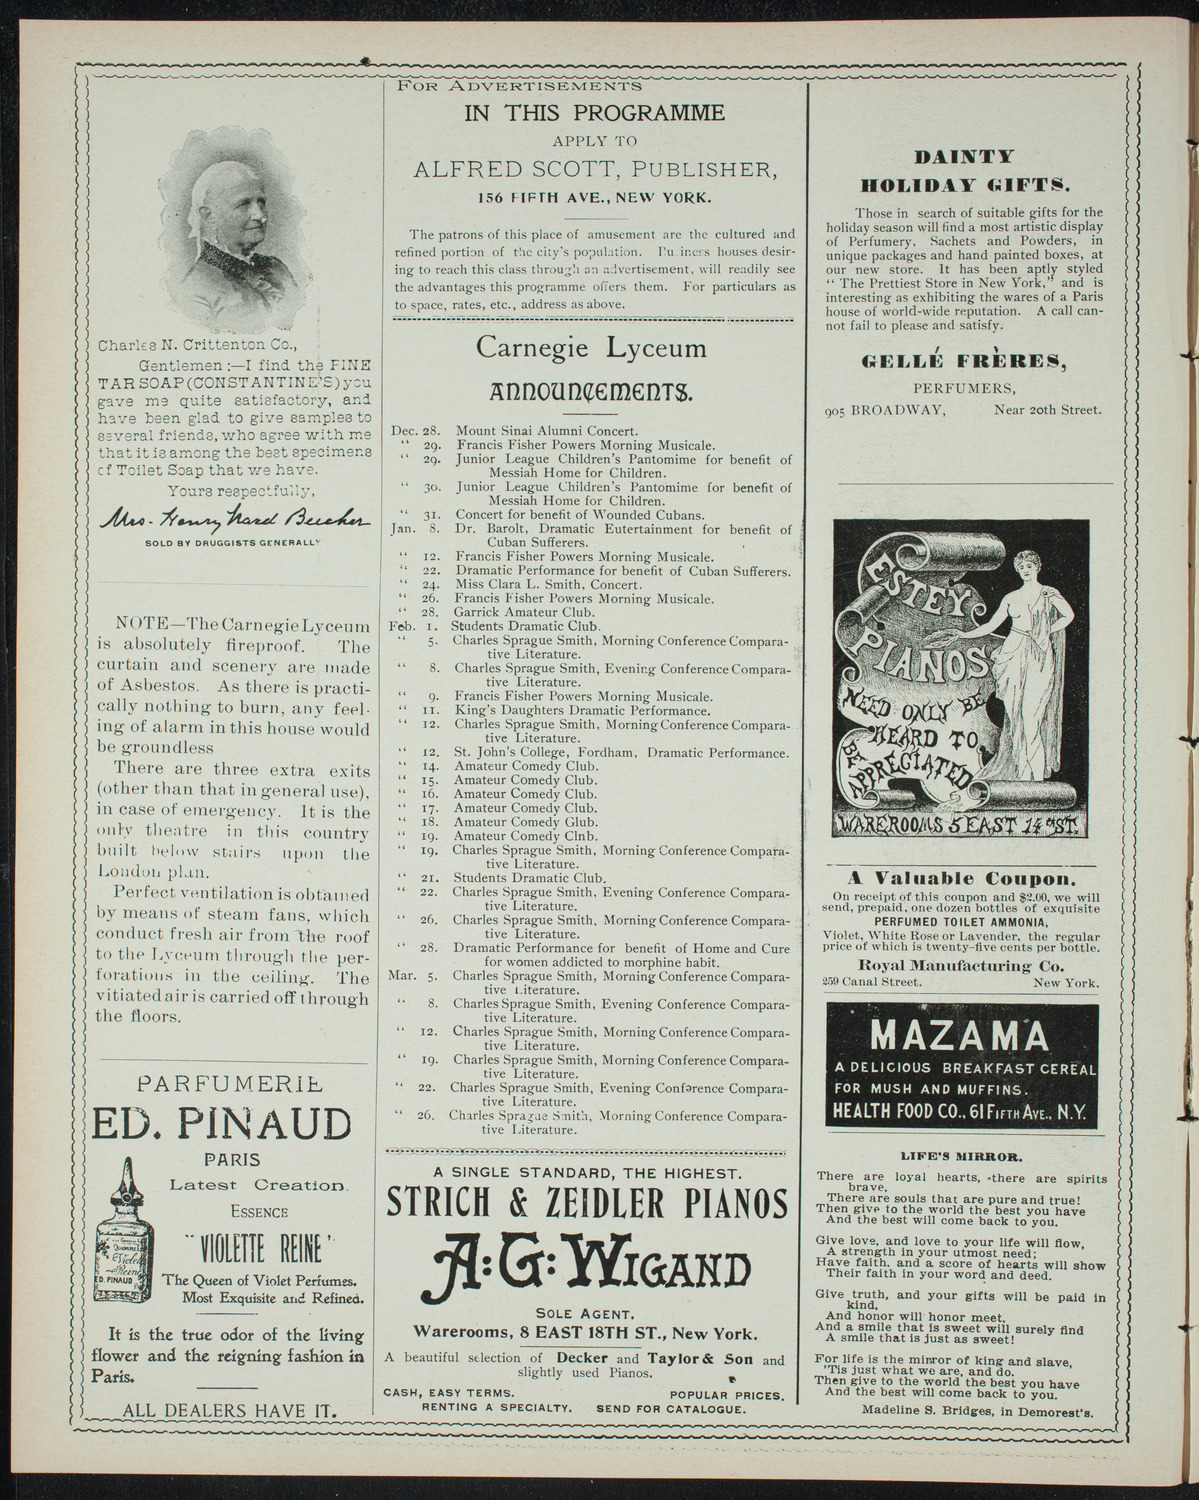 Charles N. Crittenton Co.,
Gentlemen:—I find the PINE
TAR SOAP (CONSTANTINE'S) you
gave me quite satisfactory, and
have been glad to give samples to
several friends, who agree with me
that it is among the best specimens
of Toilet Soap that we have.
Yours respectfully,
Mrs. Henry Ward Beecher
SOLD BY DRUGGISTS GENERALLY
NOTE—The Carnegie Lyceum
is absolutely fireproof. The
curtain and scenery are made
of Asbestos. As there is practi-
cally nothing to burn, any feel-
ing of alarm in this house would
be groundless
There are three extra exits
(other than that in general use),
in case of emergency. It is the
only theatre in this country
built below stairs upon the
London plan.
Perfect ventilation is obtained
by means of steam fans, which
conduct fresh air from the roof
to the Lyceum through the per-
forations in the ceiling. The
vitiated air is carried off through
the floors.
PARFUMERIE
ED. PINAUD
PARIS
Latest Creation.
ESSENCE
"VIOLETTE REINE"
Violette
Reine
ED. PINAUD
The Queen of Violet Perfumes.
Most Exquisite and Refined.
It is the true odor of the living
flower and the reigning fashion in
Paris.
ALL DEALERS HAVE IT.
FOR ADVERTISEMENTS
IN THIS PROGRAMME
APPLY TO
ALFRED SCOTT, PUBLISHER,
156 FIFTH AVE., NEW YORK.
The patrons of this place of amusement are the cultured and
refined portion of the city's population. Bu iness houses desir-
ing to reach this class through an advertisement, will readily see
the advantages this programme offers them. For particulars as
to space, rates, etc., address as above.
Carnegie Lyceum
ANNOUNCEMENTS.
Dec. 28. Mount Sinai Alumni Concert.
" 29. Francis Fisher Powers Morning Musicale.
" 29. Junior League Children's Pantomime for benefit of
Messiah Home for Children.
" 30. Junior League Children's Pantomime for benefit of
Messiah Home for Children.
" 31. Concert for benefit of Wounded Cubans.
Jan. 8. Dr. Barolt, Dramatic Eutertainment for benefit of
Cuban Sufferers.
" 12. Francis Fisher Powers Morning Musicale.
" 22. Dramatic Performance for benefit of Cuban Sufferers.
" 24. Miss Clara L. Smith, Concert.
" 26. Francis Fisher Powers Morning Musicale.
" 28. Garrick Amateur Club.
Feb. 1. Students Dramatic Club.
" 5. Charles Sprague Smith, Morning Conference Compara-
tive Literature.
" 8. Charles Sprague Smith, Evening Conference Compara-
tive Literature.
" 9. Francis Fisher Powers Morning Musicale.
" 11. King's Daughters Dramatic Performance.
" 12. Charles Sprague Smith, Morning Conference Compara-
tive Literature.
" 12. St. John's College, Fordham, Dramatic Performance.
" 14. Amateur Comedy Club.
" 15. Amateur Comedy Club.
" 16. Amateur Comedy Club.
" 17. Amateur Comedy Club.
" 18. Amateur Comedy Glub.
" 19. Amateur Comedy Clnb.
" 19. Charles Sprague Smith, Morning Conference Compara-
tive Literature.
" 21. Students Dramatic Club.
" 22. Charles Sprague Smith, Evening Conference Compara-
tive Literature.
" 26. Charles Sprague Smith, Morning Conference Compara-
tive Literature.
" 28. Dramatic Performance for benefit of Home and Cure
for women addicted to morphine habit.
Mar. 5. Charles Sprague Smith, Morning Conference Compara-
tive Literature.
" 8. Charles Sprague Smith, Evening Conference Compara-
tive Literature.
" 12. Charles Sprague Smith, Morning Conference Compara-
tive Literature.
" 19. Charles Sprague Smith, Morning Conference Compara-
tive Literature.
" 22. Charles Sprague Smith, Evening Conference Compara-
tive Literature.
" 26. Charles Sprague Smith, Morning Conference Compara-
tive Literature.
A SINGLE STANDARD, THE HIGHEST.
STRICH & ZEIDLER PIANOS
A:G:WIGAND
SOLE AGENT.
Warerooms, 8 EAST 18TH ST., New York.
A beautiful selection of Decker and Taylor & Son and
slightly used Pianos.
CASH, EASY TERMS. POPULAR PRICES.
RENTING A SPECIALTY. SEND FOR CATALOGUE.
DAINTY
HOLIDAY GIFTS.
Those in search of suitable gifts for the
holiday season will find a most artistic display
of Perfumery, Sachets and Powders, in
unique packages and hand painted boxes, at
our new store. It has been aptly styled
"The Prettiest Store in New York," and is
interesting as exhibiting the wares of a Paris
house of world-wide reputation. A call can-
not fail to please and satisfy.
GELLÉ FRÈRES,
PERFUMERS,
905 BROADWAY, Near 20th Street.
ESTEY
PIANOS
NEED ONLY BE
HEARD TO
BE
APPRECIATED
WAREROOMS 5 EAST 14th ST.
A Valuable Coupon.
On receipt of this coupon and $2.00, we will
send, prepaid, one dozen bottles of exquisite
PERFUMED TOILET AMMONIA,
Violet, White Rose or Lavender, the regular
price of which is twenty-five cents per bottle.
Royal Manufacturing Co.
259 Canal Street. New York.
MAZAMA
A DELICIOUS BREAKFAST CEREAL
FOR MUSH AND MUFFINS.
HEALTH FOOD CO., 61 FIFTH AVE., N.Y.
LIFE'S MIRROR.
There are loyal hearts, there are spirits
brave,
There are souls that are pure and true!
Then give to the world the best you have
And the best will come back to you.
Give love, and love to your life will flow,
A strength in your utmost need;
Have faith, and a score of hearts will show
Their faith in your word and deed.
Give truth, and your gifts will be paid in
kind,
And honor will honor meet,
And a smile that is sweet will surely find
A smile that is just as sweet!
For life is the mirror of king and slave,
'Tis just what we are, and do.
Then give to the world the best you have
And the best will come back to you.
Madeline S. Bridges, in Demorest's.